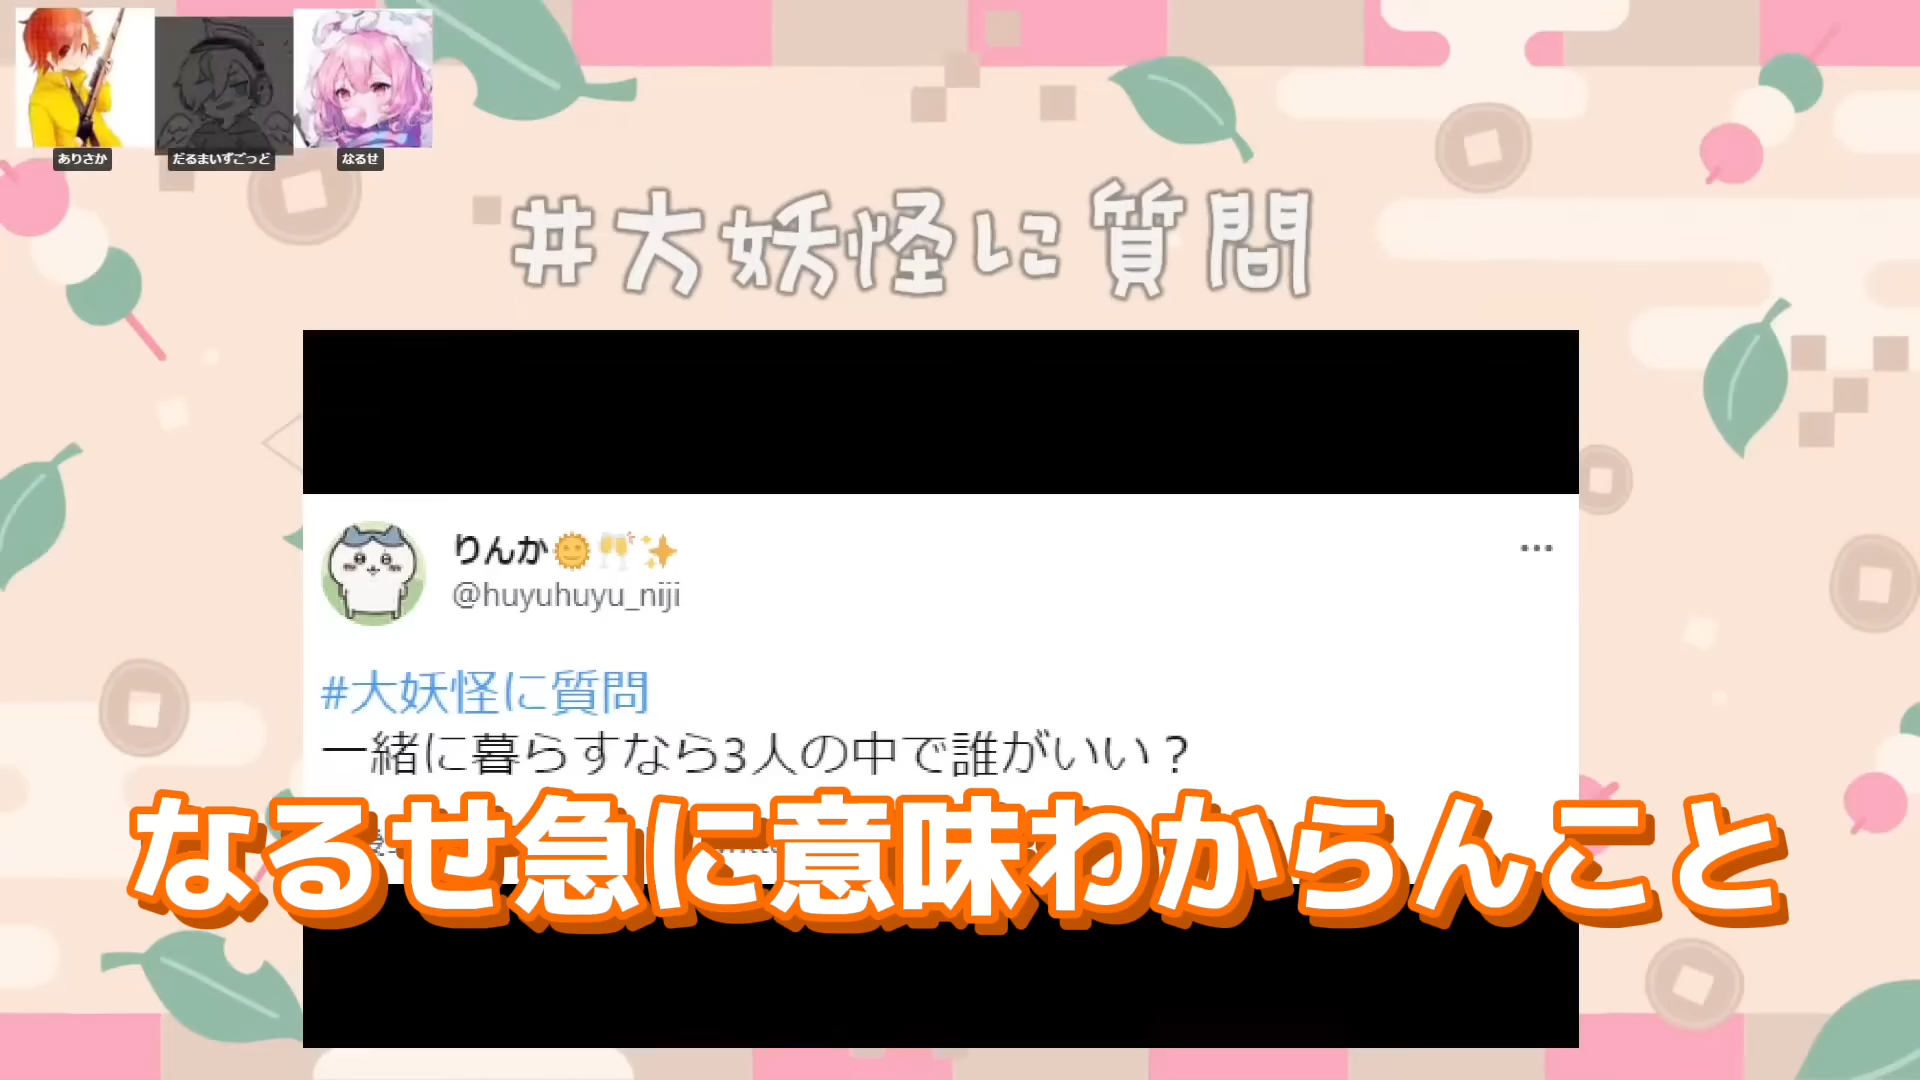 ありさか
だるまいずごっど
なるせ
#大妖怪に質問
りんか🌞🥂✨
@huyuhuyu_niji
#大妖怪に質問
一緒に暮らすなら3人の中で誰がいい？
なるせ急に意味わからんこと